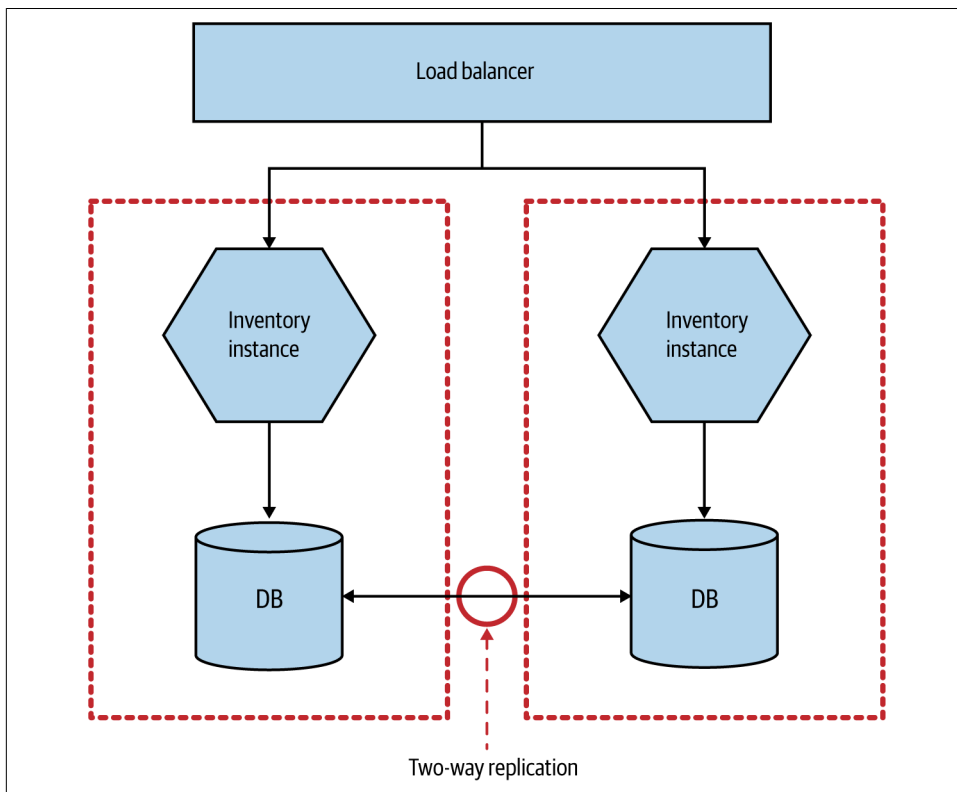 Load balancer
Inventory
instance
Inventory
instance
DB
DB
Two-way replication